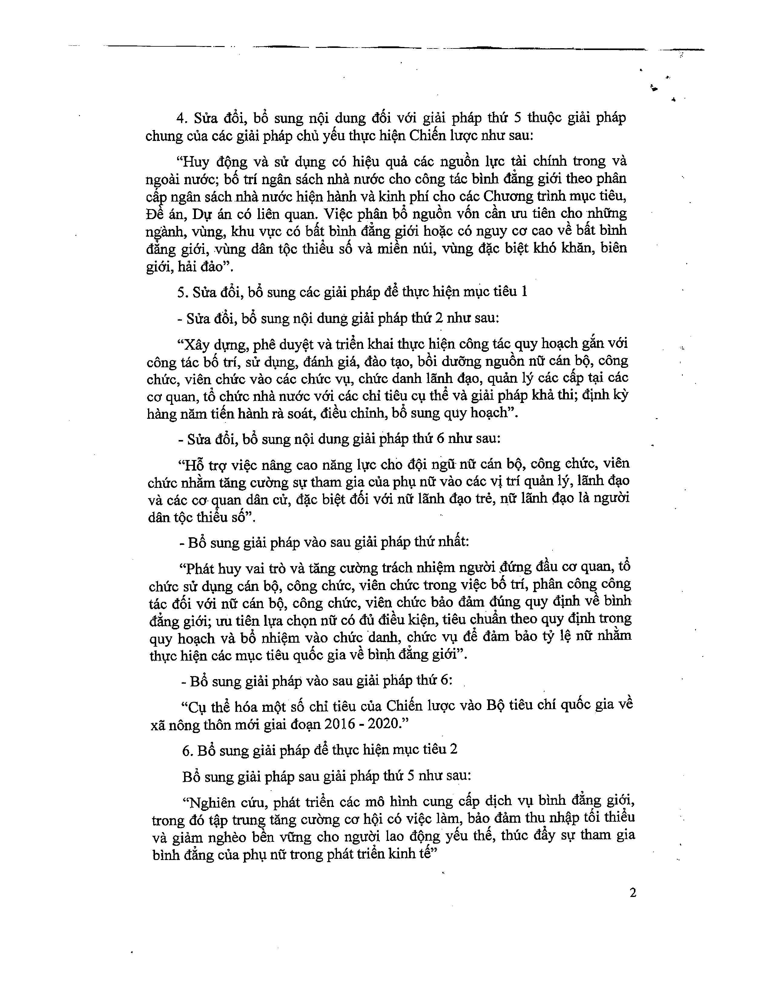 4. Sửa đổi, bổ sung nội dung đối với giải pháp thứ 5 thuộc giải pháp
chung của các giải pháp chủ yếu thực hiện Chiến lược như sau:
“Huy động và sử dụng có hiệu quả các nguồn lực tài chính trong và
ngoài nước; bố trí ngân sách nhà nước cho công tác bình đẳng giới theo phân
cấp ngân sách nhà nước hiện hành và kinh phí cho các Chương trình mục tiêu,
Đề án, Dự án có liên quan. Việc phân bổ nguồn vốn cần ưu tiên cho những
ngành, vùng, khu vực có bất bình đẳng giới hoặc có nguy cơ cao về bất bình
đẳng giới, vùng dân tộc thiểu số và miền núi, vùng đặc biệt khó khăn, biên
giới, hải đảo”.
5. Sửa đổi, bổ sung các giải pháp để thực hiện mục tiêu 1
- Sửa đổi, bổ sung nội dung giải pháp thứ 2 như sau:
“Xây dựng, phê duyệt và triển khai thực hiện công tác quy hoạch gắn với
công tác bố trí, sử dụng, đánh giá, đào tạo, bồi dưỡng nguồn nữ cán bộ, công
chức, viên chức vào các chức vụ, chức danh lãnh đạo, quản lý các cấp tại các
cơ quan, tổ chức nhà nước với các chỉ tiêu cụ thể và giải pháp khả thi; định kỳ
hàng năm tiến hành rà soát, điều chỉnh, bổ sung quy hoạch”.
- Sửa đổi, bổ sung nội dung giải pháp thứ 6 như sau:
“Hỗ trợ việc nâng cao năng lực cho đội ngũ nữ cán bộ, công chức, viên
chức nhằm tăng cường sự tham gia của phụ nữ vào các vị trí quản lý, lãnh đạo
và các cơ quan dân cử, đặc biệt đối với nữ lãnh đạo trẻ, nữ lãnh đạo là người
dân tộc thiểu số”.
- Bổ sung giải pháp vào sau giải pháp thứ nhất:
“Phát huy vai trò và tăng cường trách nhiệm người đứng đầu cơ quan, tổ
chức sử dụng cán bộ, công chức, viên chức trong việc bố trí, phân công công
tác đối với nữ cán bộ, công chức, viên chức bảo đảm đúng quy định về bình
đẳng giới; ưu tiên lựa chọn nữ có đủ điều kiện, tiêu chuẩn theo quy định trong
quy hoạch và bổ nhiệm vào chức danh, chức vụ để đảm bảo tỷ lệ nữ nhằm
thực hiện các mục tiêu quốc gia về bình đẳng giới”.
- Bổ sung giải pháp vào sau giải pháp thứ 6:
“Cụ thể hóa một số chỉ tiêu của Chiến lược vào Bộ tiêu chí quốc gia về
xã nông thôn mới giai đoạn 2016 - 2020.”
6. Bổ sung giải pháp để thực hiện mục tiêu 2
Bổ sung giải pháp sau giải pháp thứ 5 như sau:
“Nghiên cứu, phát triển các mô hình cung cấp dịch vụ bình đẳng giới,
trong đó tập trung tăng cường cơ hội có việc làm, bảo đảm thu nhập tối thiểu
và giảm nghèo bền vững cho người lao động yếu thế, thúc đẩy sự tham gia
bình đẳng của phụ nữ trong phát triển kinh tế”
2